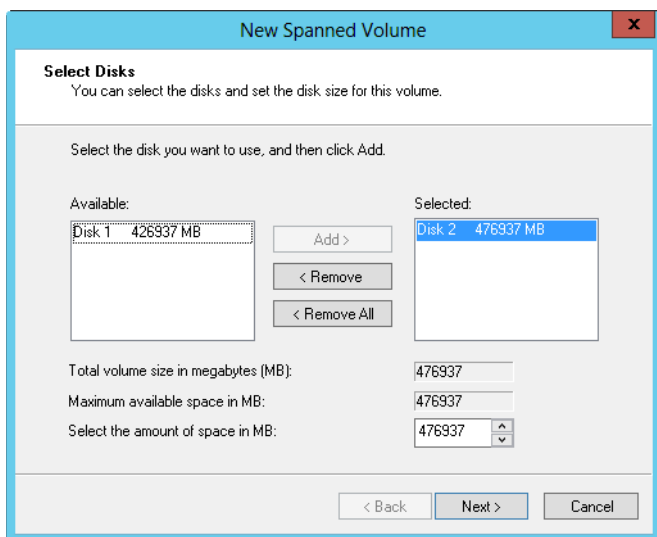 New Spanned Volume
x
Select Disks
You can select the disks and set the disk size for this volume.
Select the disk you want to use, and then click Add.
Available:
Selected:
Disk 1 426937 MB
Disk 2 476937 MB
Add >
< Remove
< Remove All
Total volume size in megabytes (MB):
476937
Maximum available space in MB:
476937
Select the amount of space in MB:
476937
< Back
Next >
Cancel